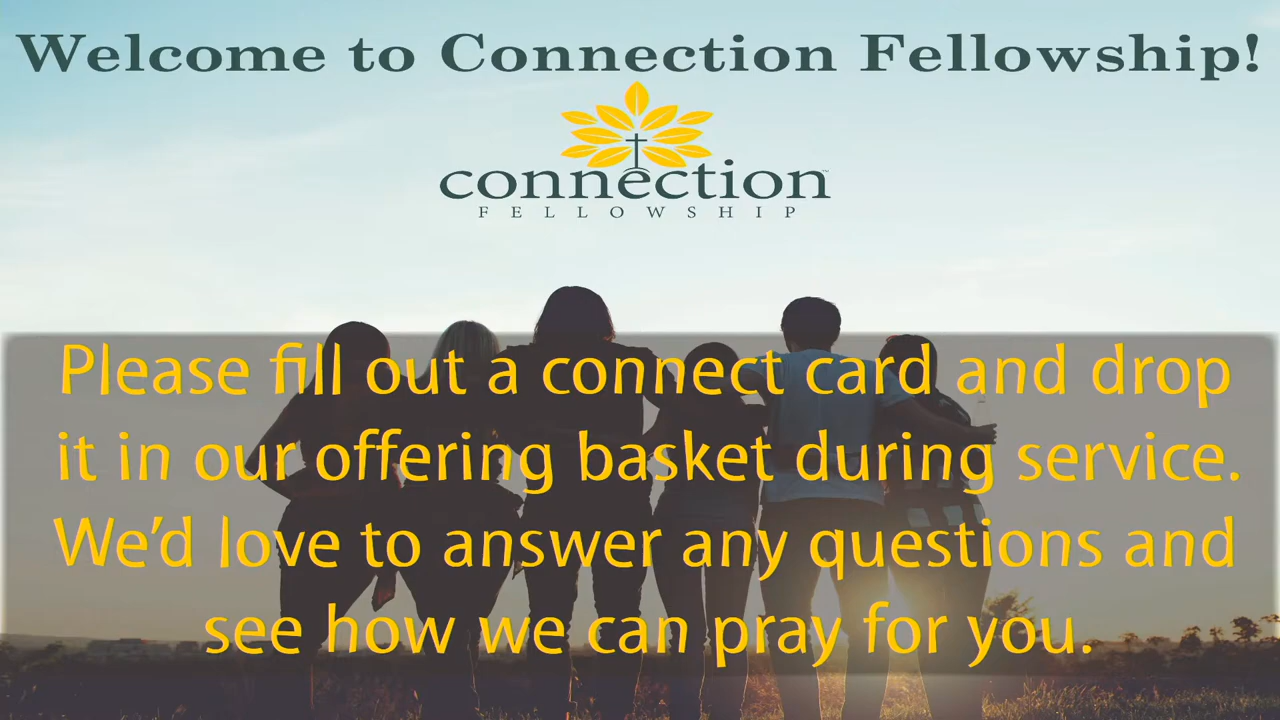 Welcome to Connection Fellowship!
connection
FELLOWSHIP
Please fill out a connect card and drop
it in our offering basket during service.
We’d love to answer any questions and
see how we can pray for you.